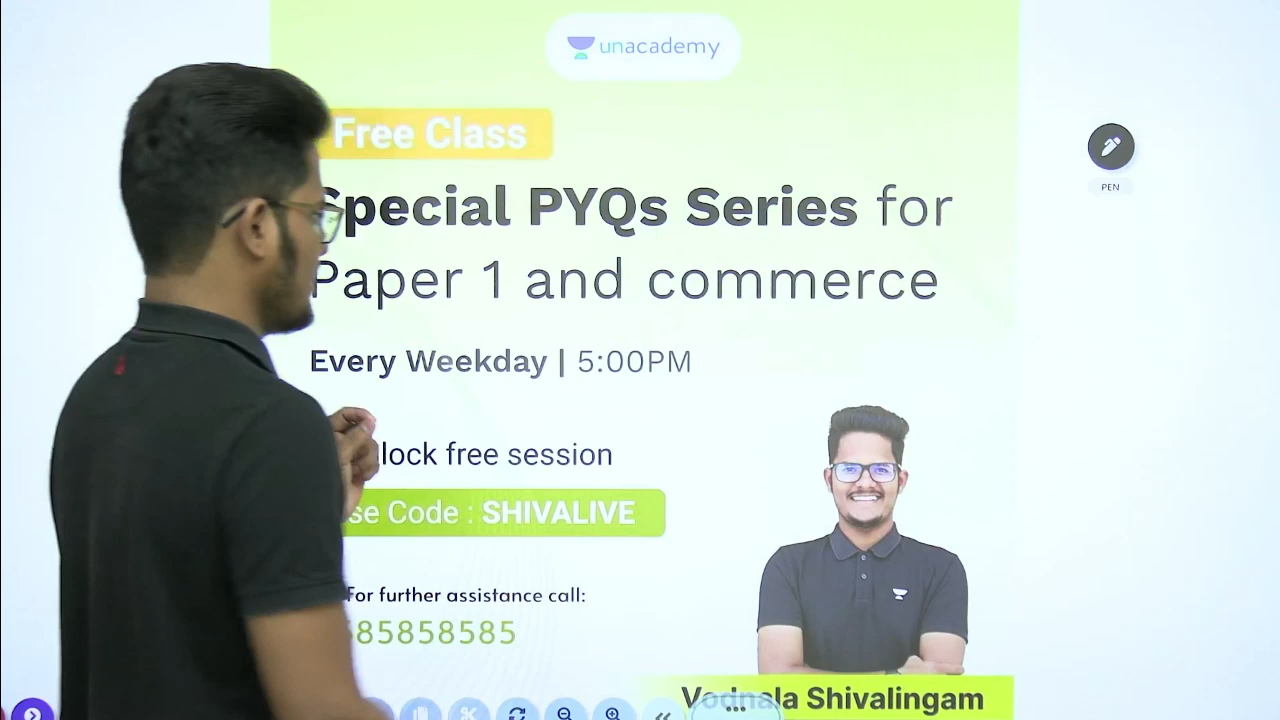 unacademy
Free Class
Special PYQs Series for
Paper 1 and commerce
Every Weekday | 5:00PM
lock free session
se Code : SHIVALIVE
For further assistance call:
85858585
Vodnala Shivalingam
PEN